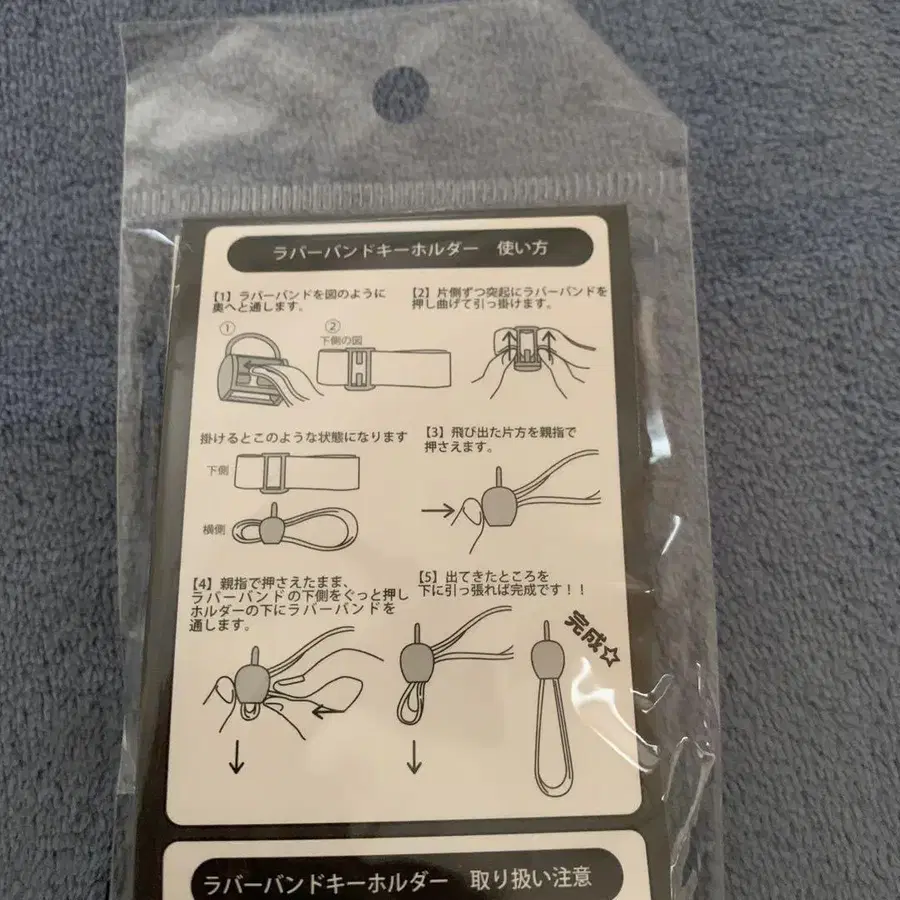 ラバーバンドキーホルダー 使い方
【1】ラバーバンドを図のように
奥へと通します。
【2】片側ずつ突起にラバーバンドを
押し曲げて引っ掛けます。
①
②
下側の図
掛けるとこのような状態になります
下側
横側
【3】飛び出た片方を親指で
押さえます。
【4】親指で押さえたまま、
ラバーバンドの下側をぐっと押し
ホルダーの下にラバーバンドを
通します。
【5】出てきたところを
下に引っ張れば完成です!!
完成☆
ラバーバンドキーホルダー 取り扱い注意